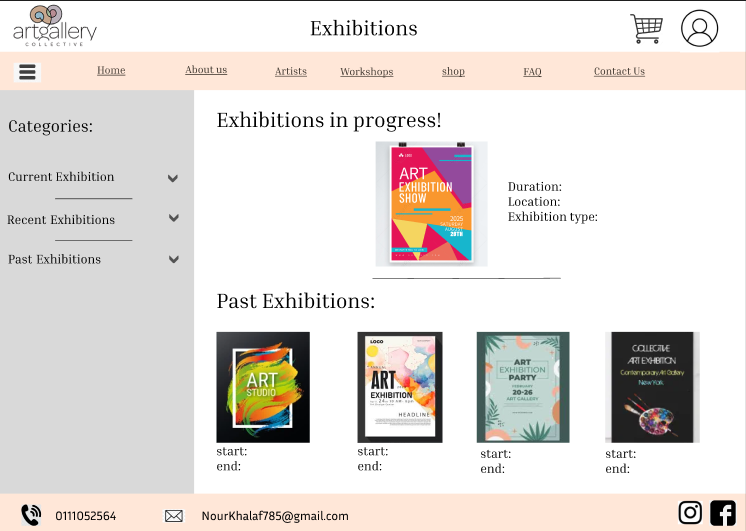 artgallery
COLLECTIVE
Exhibitions
Home
About us
Artists
Workshops
shop
FAQ
Contact Us
Categories:
Current Exhibition
Recent Exhibitions
Past Exhibitions
Exhibitions in progress!
ART
EXHIBITION
SHOW
2025
SATURDAY
AUGUST
28TH
Duration:
Location:
Exhibition type:
Past Exhibitions:
ART
STUDIO
start:
end:
LOGO
ART
EXHIBITION
HEADLINE
start:
end:
ART
EXHIBITION
PARTY
FEBRUARY
20-26
ART GALLERY
start:
end:
COLLECTIVE
ART EXHIBITION
Contemporary Art Gallery
New York
start:
end:
0111052564
NourKhalaf785@gmail.com